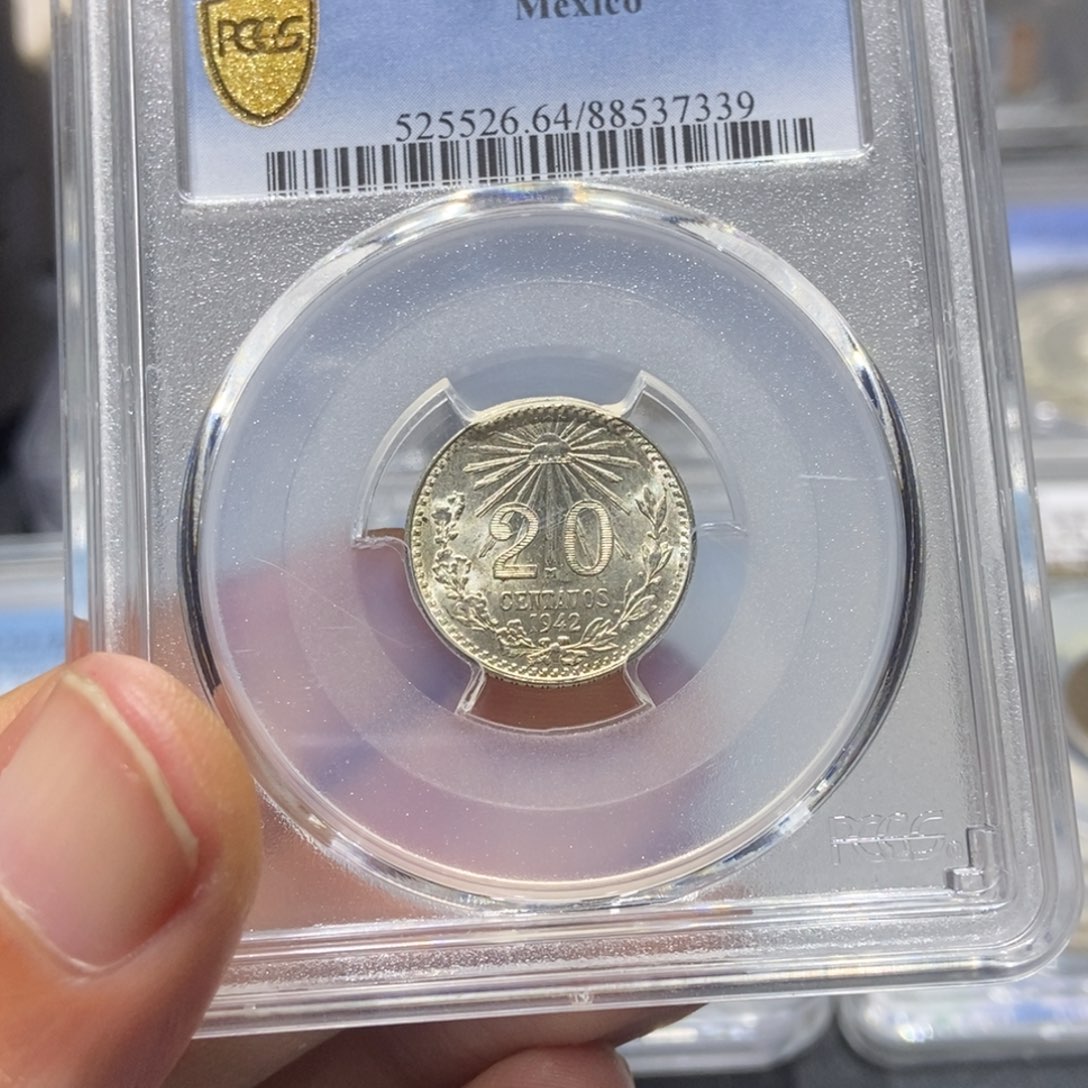 Mexico
PCGS
525526.64/88537339
20
M
CENTAVOS
1942
PCGS